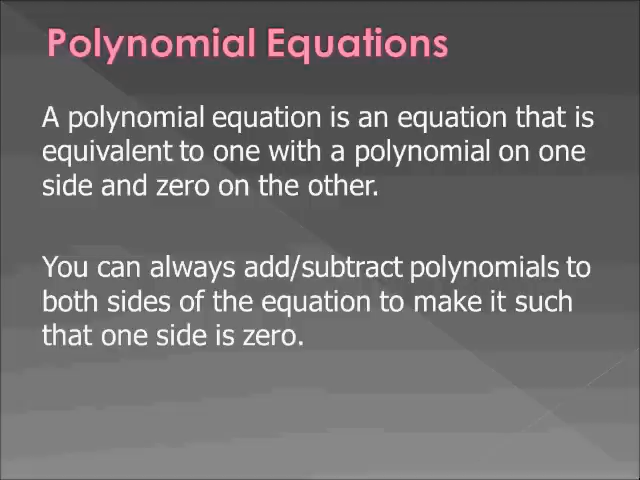 Polynomial Equations
A polynomial equation is an equation that is
equivalent to one with a polynomial on one
side and zero on the other.
You can always add/subtract polynomials to
both sides of the equation to make it such
that one side is zero.